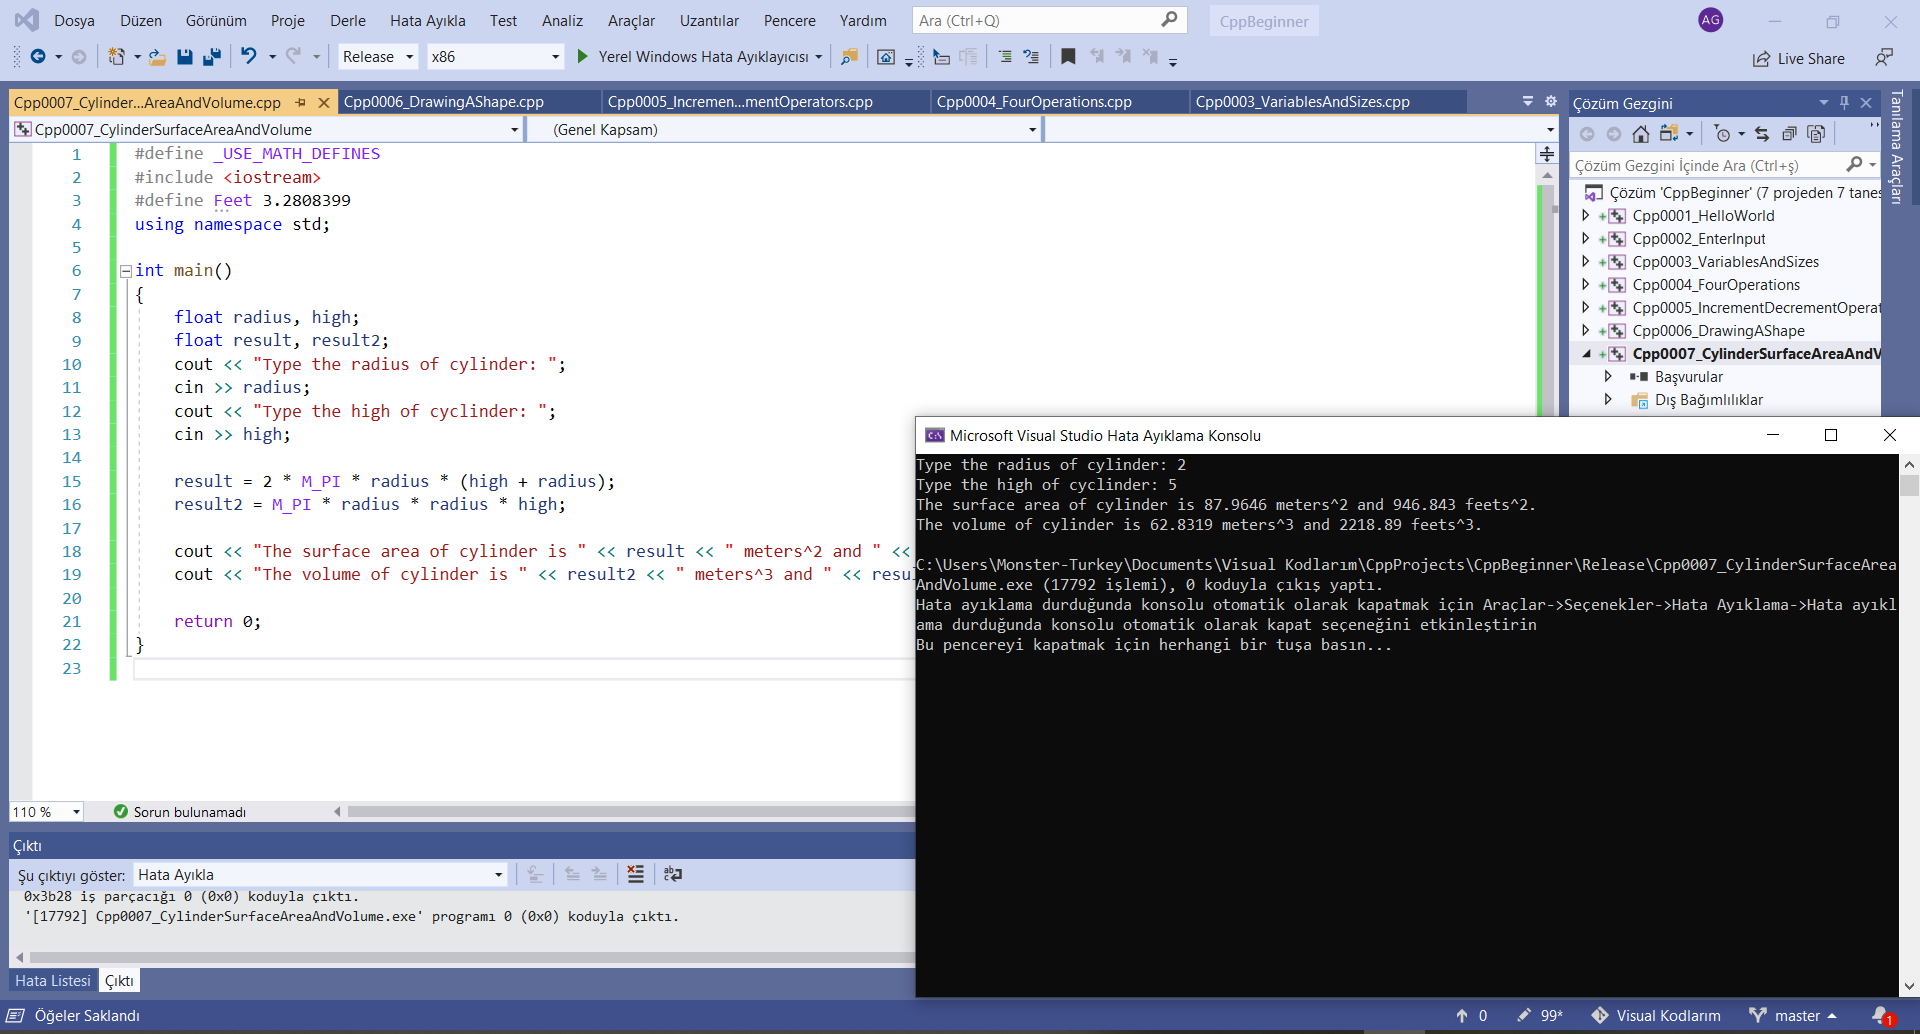 Dosya Düzen Görünüm Proje Derle Hata Ayıkla Test Analiz Araçlar Uzantılar Pencere Yardım Ara (Ctrl+Q) CppBeginner AG
Release x86 Yerel Windows Hata Ayıklayıcısı Live Share
Cpp0007_Cylinder...AreaAndVolume.cpp Cpp0006_DrawingAShape.cpp Cpp0005_Incremen...mentOperators.cpp Cpp0004_FourOperations.cpp Cpp0003_VariablesAndSizes.cpp
Cpp0007_CylinderSurfaceAreaAndVolume (Genel Kapsam)
1 #define _USE_MATH_DEFINES
2 #include <iostream>
3 #define Feet 3.2808399
4 using namespace std;
5
6 int main()
7 {
8 float radius, high;
9 float result, result2;
10 cout << "Type the radius of cylinder: ";
11 cin >> radius;
12 cout << "Type the high of cyclinder: ";
13 cin >> high;
14
15 result = 2 * M_PI * radius * (high + radius);
16 result2 = M_PI * radius * radius * high;
17
18 cout << "The surface area of cylinder is " << result << " meters^2 and " <<
19 cout << "The volume of cylinder is " << result2 << " meters^3 and " << resu
20
21 return 0;
22 }
23
110 % Sorun bulunamadı
Çözüm Gezgini
Çözüm Gezgini İçinde Ara (Ctrl+ş)
Çözüm 'CppBeginner' (7 projeden 7 tanes
Cpp0001_HelloWorld
Cpp0002_EnterInput
Cpp0003_VariablesAndSizes
Cpp0004_FourOperations
Cpp0005_IncrementDecrementOperat
Cpp0006_DrawingAShape
Cpp0007_CylinderSurfaceAreaAndV
Başvurular
Dış Bağımlılıklar
Tanılama Araçları
Microsoft Visual Studio Hata Ayıklama Konsolu
Type the radius of cylinder: 2
Type the high of cyclinder: 5
The surface area of cylinder is 87.9646 meters^2 and 946.843 feets^2.
The volume of cylinder is 62.8319 meters^3 and 2218.89 feets^3.
C:\Users\Monster-Turkey\Documents\Visual Kodlarım\CppProjects\CppBeginner\Release\Cpp0007_CylinderSurfaceArea
AndVolume.exe (17792 işlemi), 0 koduyla çıkış yaptı.
Hata ayıklama durduğunda konsolu otomatik olarak kapatmak için Araçlar->Seçenekler->Hata Ayıklama->Hata ayıkl
ama durduğunda konsolu otomatik olarak kapat seçeneğini etkinleştirin
Bu pencereyi kapatmak için herhangi bir tuşa basın...
Çıktı
Şu çıktıyı göster: Hata Ayıkla
0x3b28 iş parçacığı 0 (0x0) koduyla çıktı.
'[17792] Cpp0007_CylinderSurfaceAreaAndVolume.exe' programı 0 (0x0) koduyla çıktı.
Hata Listesi Çıktı
Öğeler Saklandı 0 99* Visual Kodlarım master 1